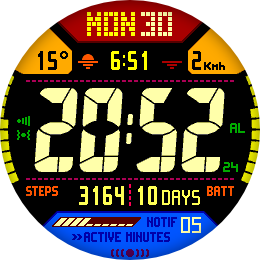 MON 30
15° 6:51 2 Kmh
20:52
AL
24
STEPS 3164 10 DAYS BATT
NOTIF 05
»ACTIVE MINUTES